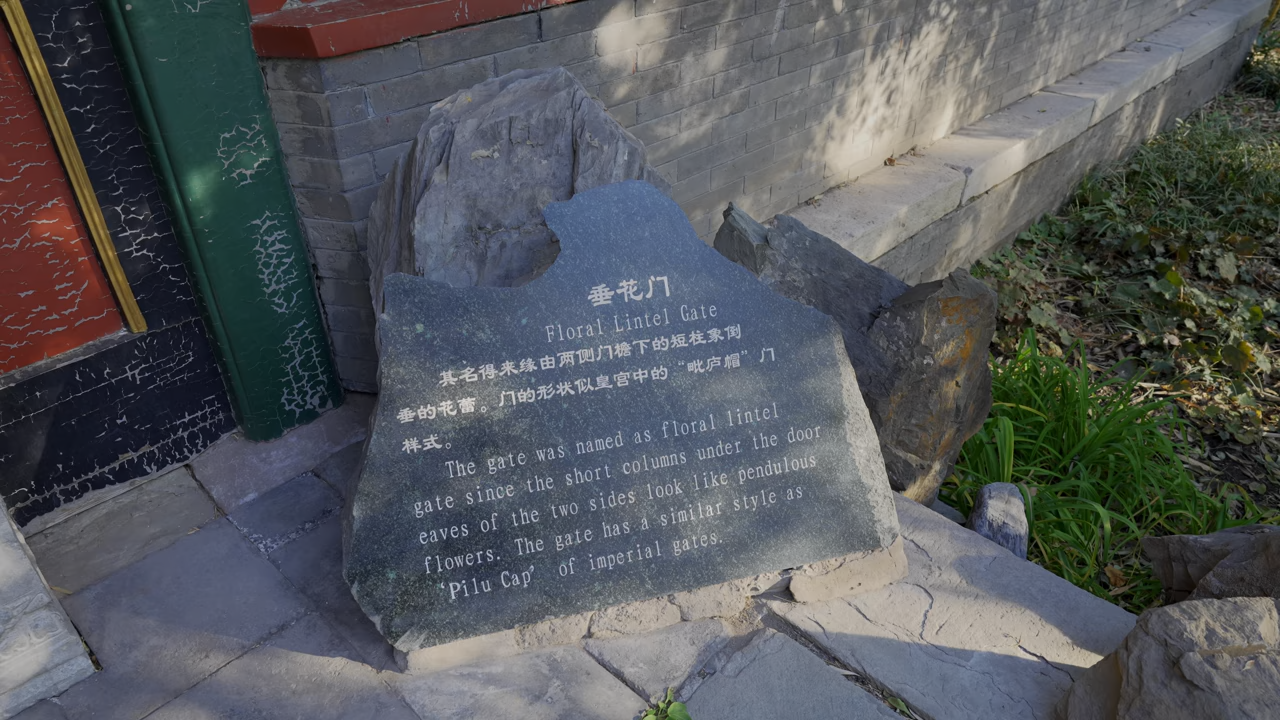 垂花门
Floral Lintel Gate
其名得来缘由两侧门檐下的短柱象倒
垂的花蕾。门的形状似皇宫中的“毗庐帽”门
样式。
The gate was named as floral lintel
gate since the short columns under the door
eaves of the two sides look like pendulous
flowers. The gate has a similar style as
‘Pilu Cap’ of imperial gates.